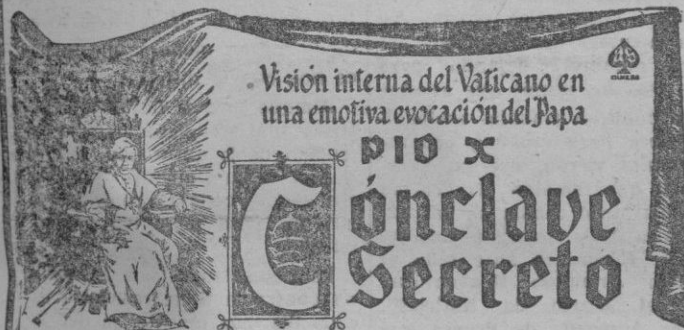 Visión interna del Vaticano en
una emotiva evocación del Papa
PIO X
Cónclave
Secreto